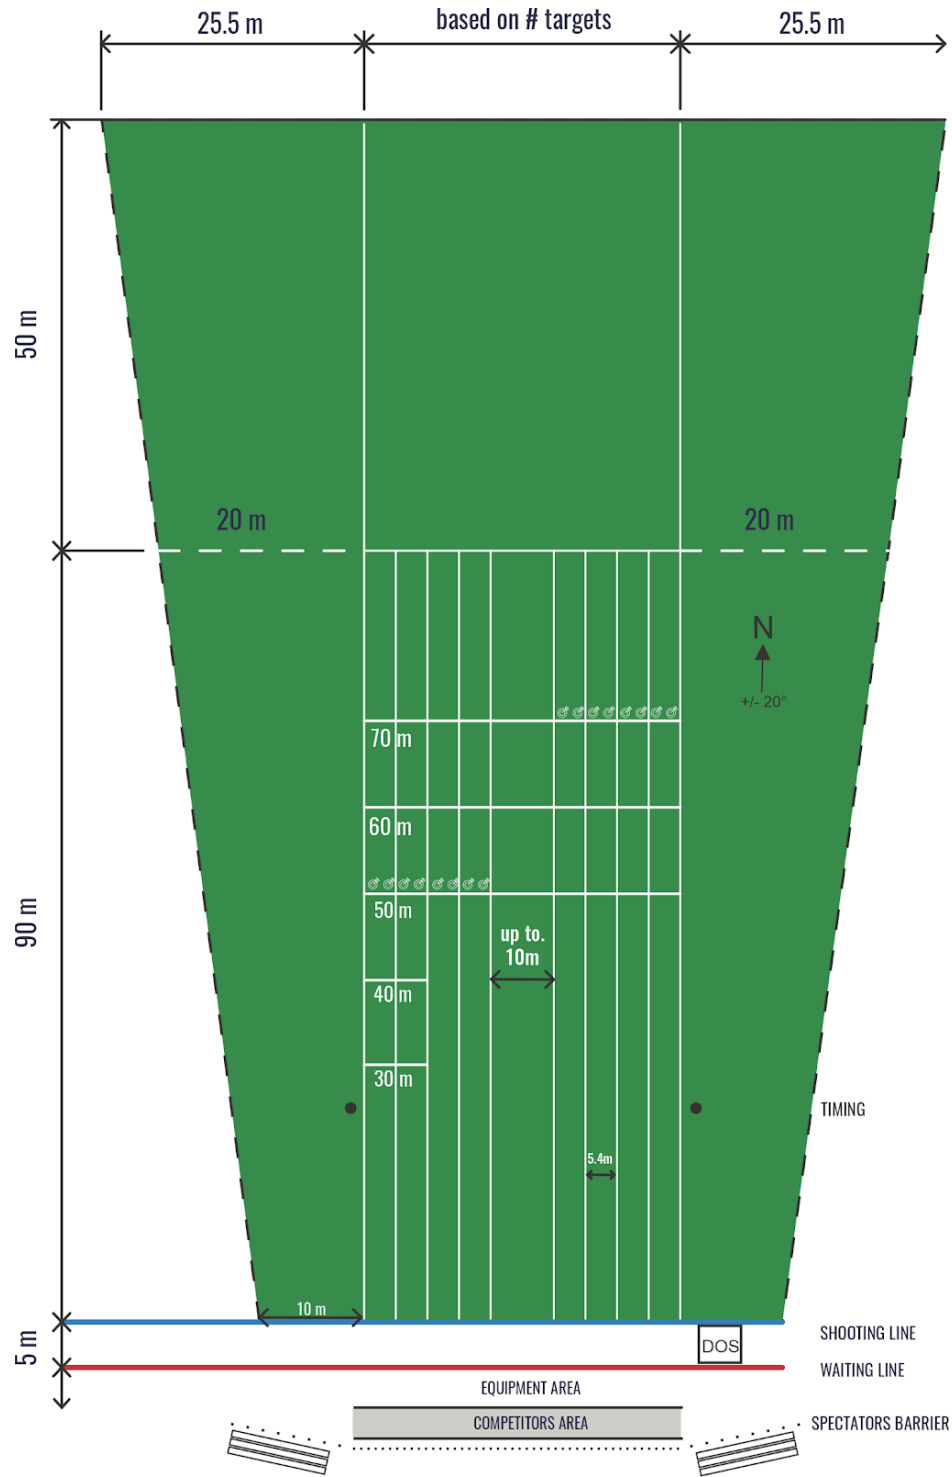 25.5 m
based on # targets
25.5 m
50 m
20 m
20 m
N
+/- 20°
70 m
60 m
50 m
90 m
up to.
10m
40 m
30 m
TIMING
5.4m
10 m
5 m
SHOOTING LINE
DOS
WAITING LINE
EQUIPMENT AREA
COMPETITORS AREA
SPECTATORS BARRIER